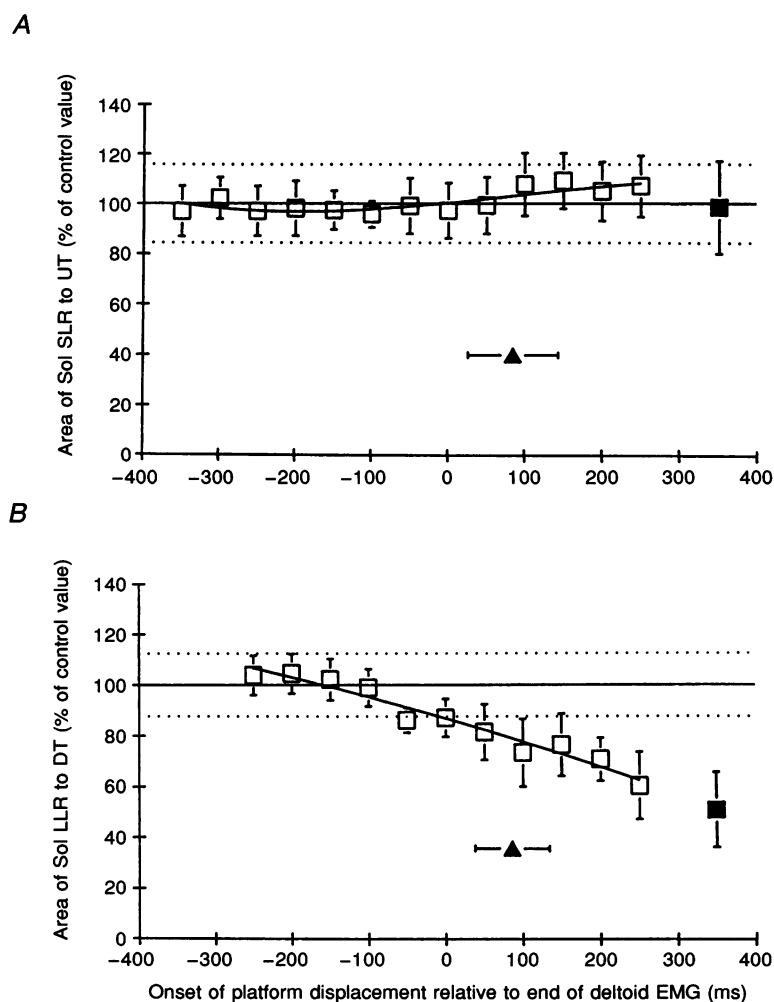 A
Area of Sol SLR to UT (% of control value)
140
120
100
80
60
40
20
0
−400 −300 −200 −100 0 100 200 300 400
B
Area of Sol LLR to DT (% of control value)
140
120
100
80
60
40
20
0
−400 −300 −200 −100 0 100 200 300 400
Onset of platform displacement relative to end of deltoid EMG (ms)